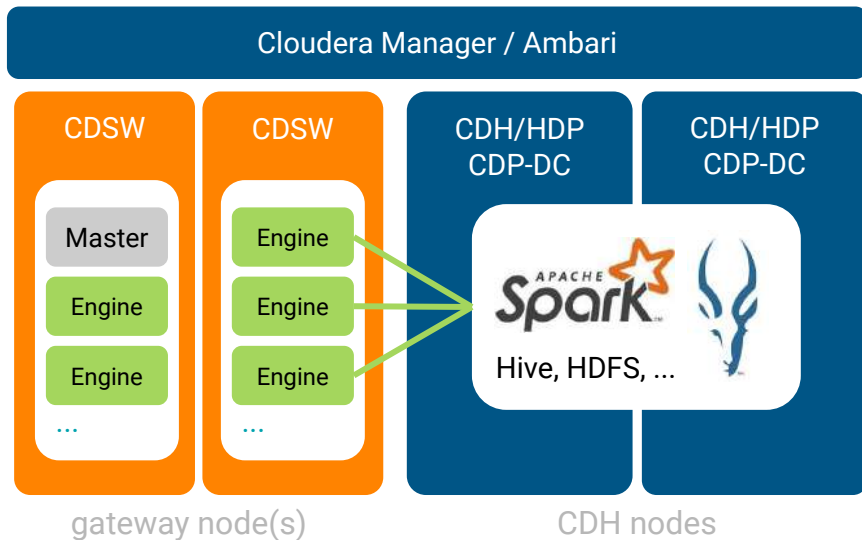 Cloudera Manager / Ambari
CDSW
Master
Engine
Engine
...
CDSW
Engine
Engine
Engine
...
CDH/HDP
CDP-DC
CDH/HDP
CDP-DC
APACHE
Spark
Hive, HDFS, ...
gateway node(s)
CDH nodes